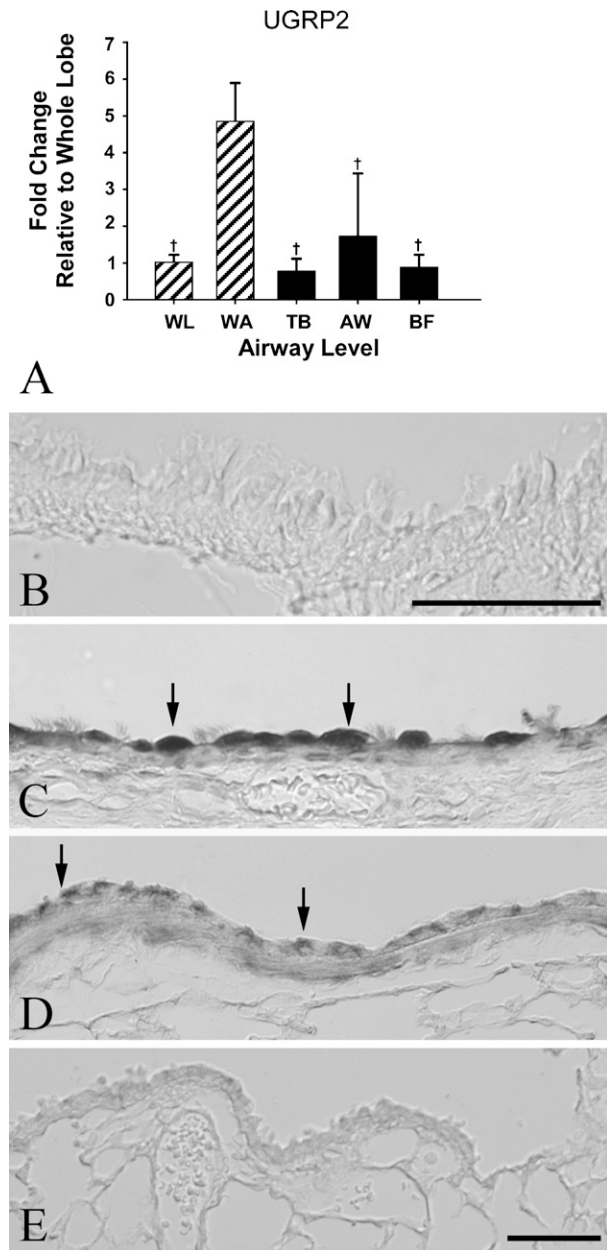 UGRP2
Fold Change
Relative to Whole Lobe
7
6
5
4
3
2
1
0
† † † †
WL WA TB AW BF
Airway Level
A
B
C
D
E